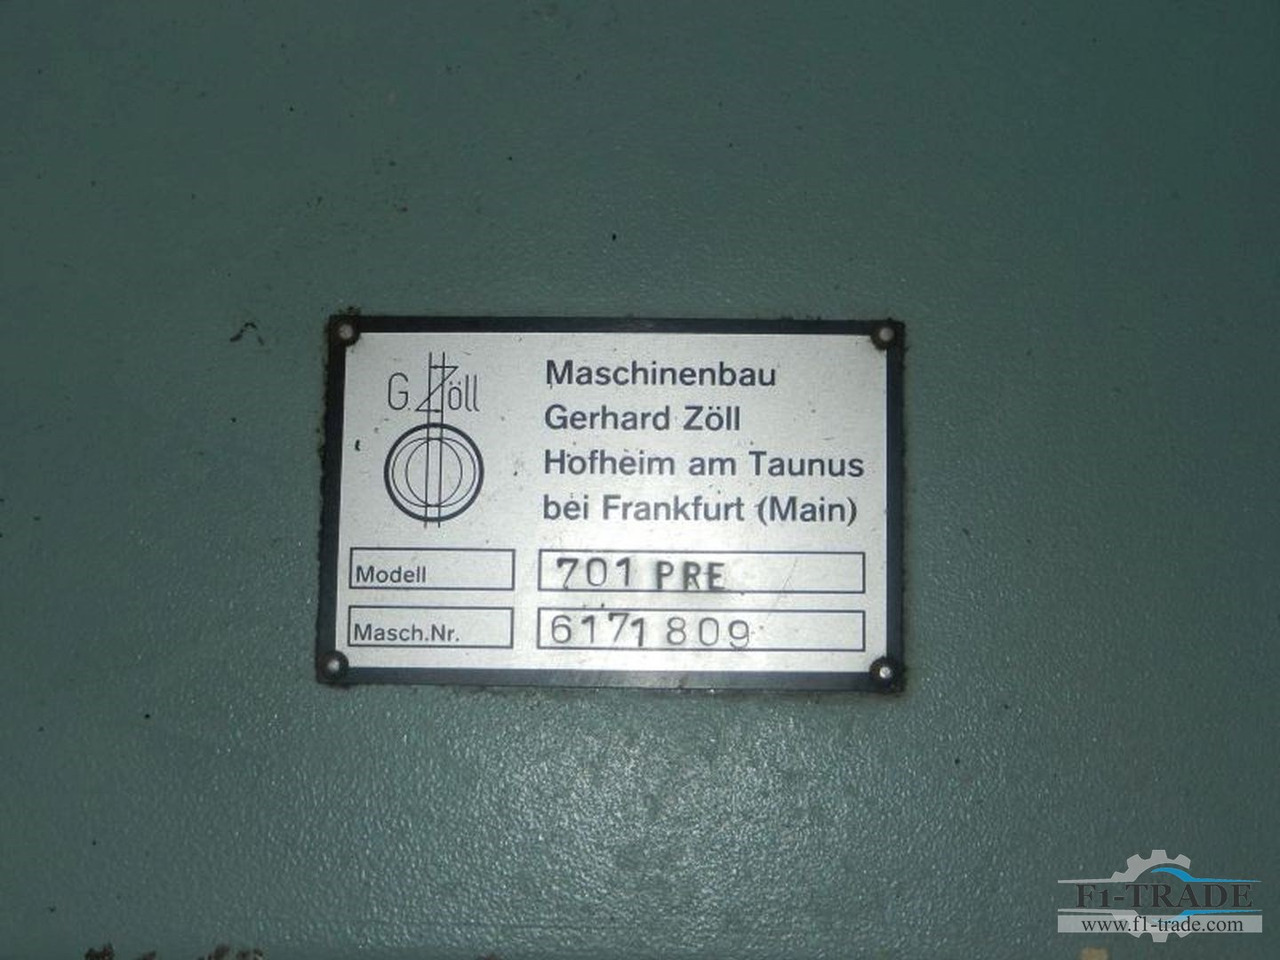 G. Zöll
Maschinenbau
Gerhard Zöll
Hofheim am Taunus
bei Frankfurt (Main)
Modell 701 PRE
Masch.Nr. 6171809
F1-TRADE
www.f1-trade.com